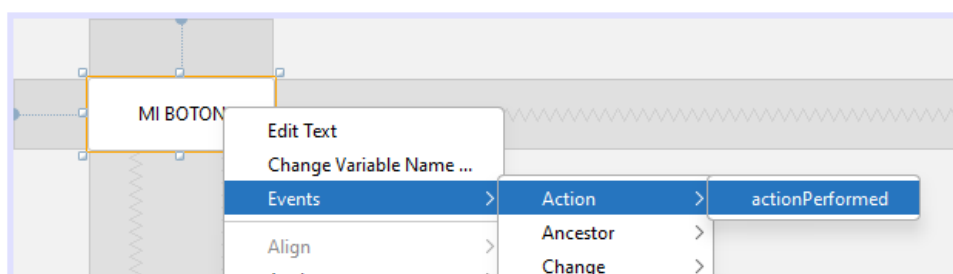 MI BOTON
Edit Text
Change Variable Name ...
Events
Action
actionPerformed
Ancestor
Align
Change